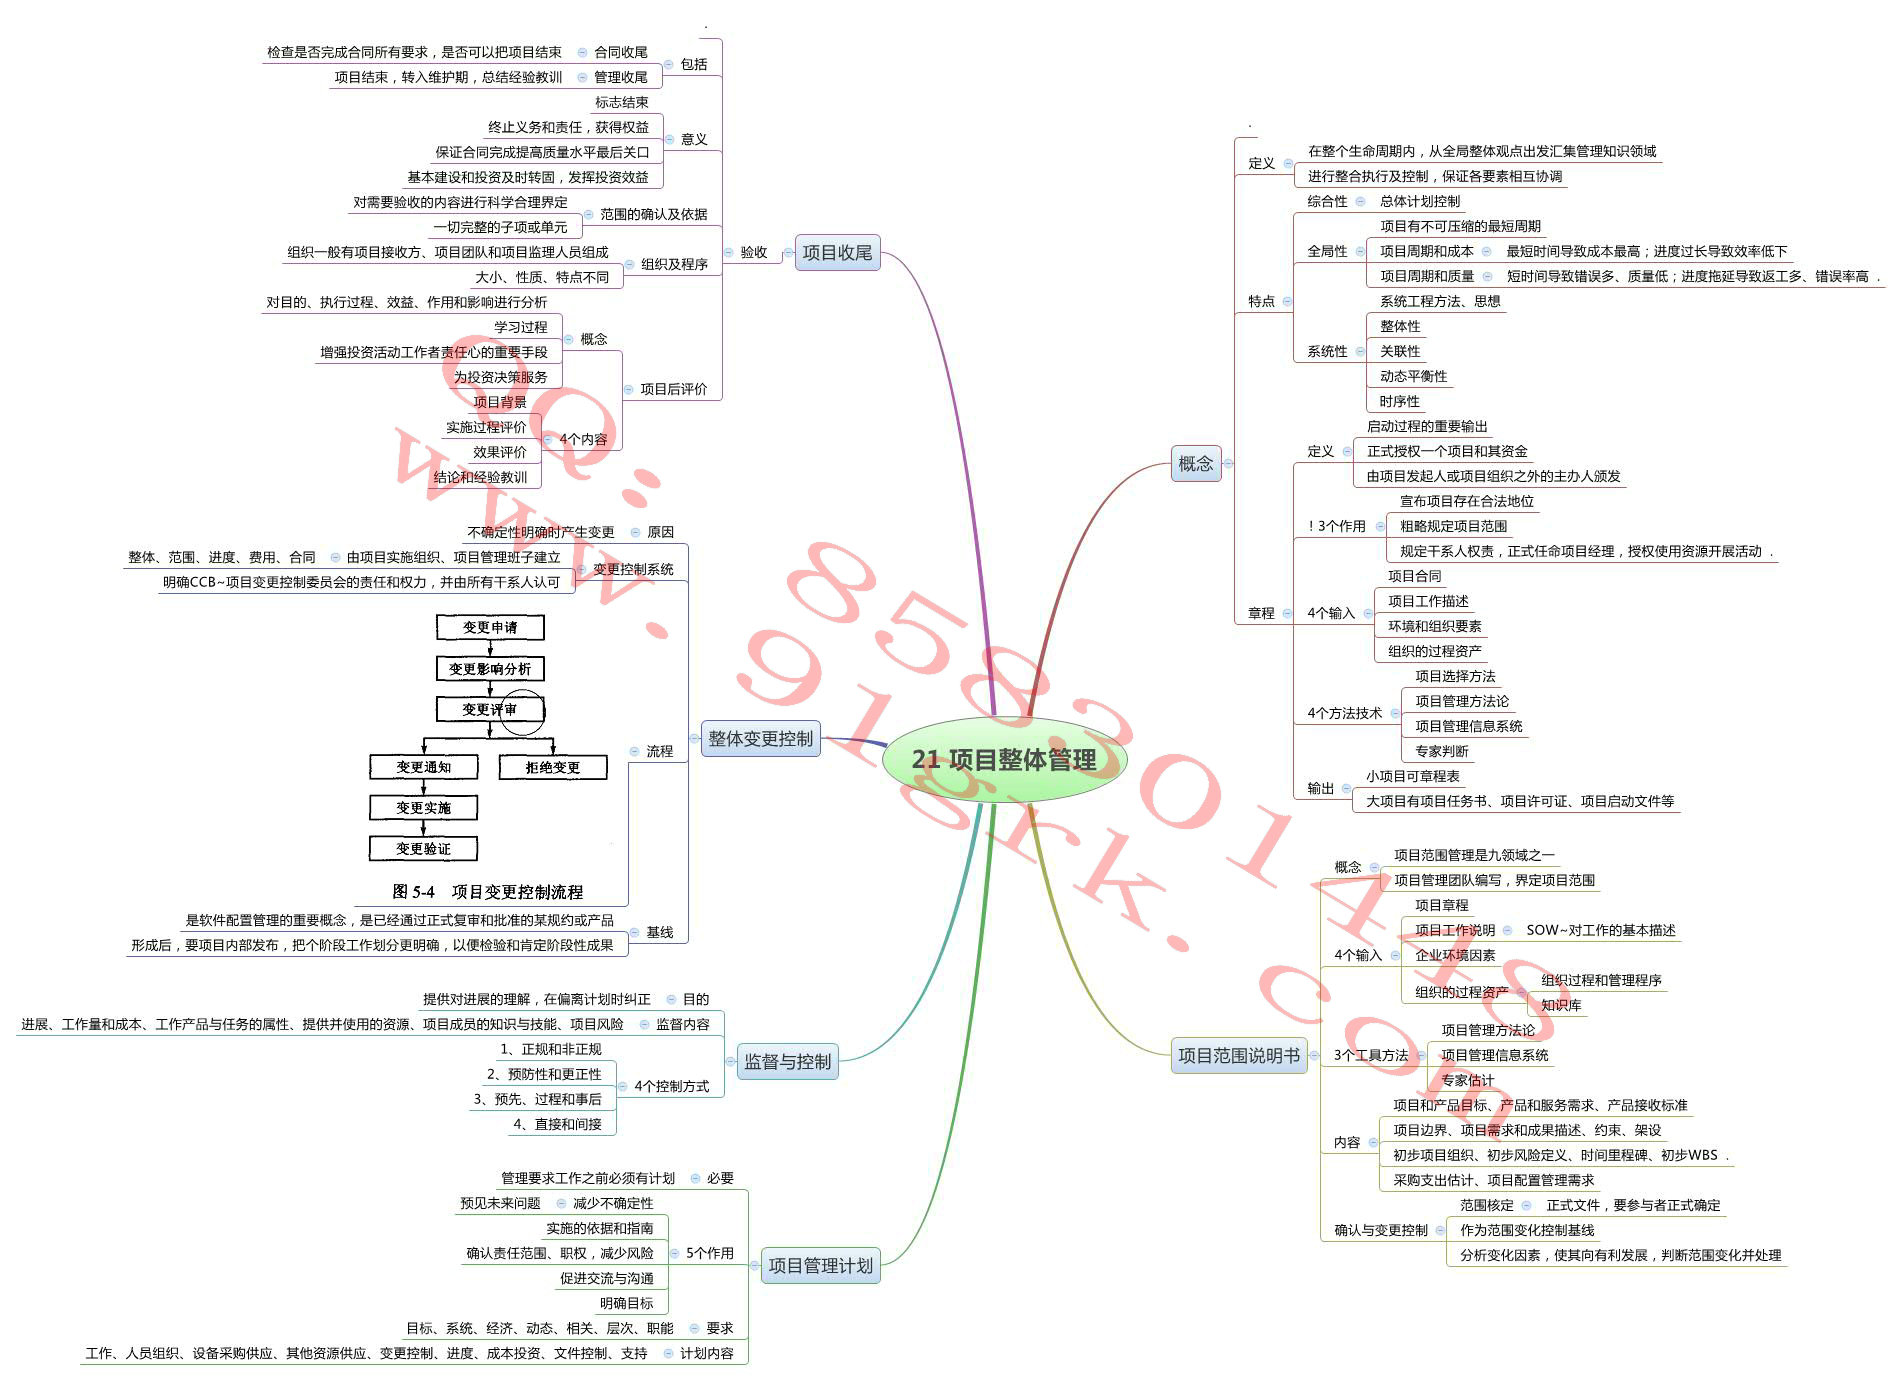 21 项目整体管理
概念
定义
在整个生命周期内，从全局整体观点出发汇集管理知识领域
进行整合执行及控制，保证各要素相互协调
特点
综合性
总体计划控制
全局性
项目有不可压缩的最短周期
项目周期和成本
最短时间导致成本最高；进度过长导致效率低下
项目周期和质量
短时间导致错误多、质量低；进度拖延导致返工多、错误率高 .
系统性
系统工程方法、思想
整体性
关联性
动态平衡性
时序性
章程
定义
启动过程的重要输出
正式授权一个项目和其资金
由项目发起人或项目组织之外的主办人颁发
！3个作用
宣布项目存在合法地位
粗略规定项目范围
规定干系人权责，正式任命项目经理，授权使用资源开展活动 .
4个输入
项目合同
项目工作描述
环境和组织要素
组织的过程资产
4个方法技术
项目选择方法
项目管理方法论
项目管理信息系统
专家判断
输出
小项目可章程表
大项目有项目任务书、项目许可证、项目启动文件等
项目范围说明书
概念
项目范围管理是九领域之一
项目管理团队编写，界定项目范围
4个输入
项目章程
项目工作说明
SOW~对工作的基本描述
企业环境因素
组织的过程资产
组织过程和管理程序
知识库
3个工具方法
项目管理方法论
项目管理信息系统
专家估计
内容
项目和产品目标、产品和服务需求、产品接收标准
项目边界、项目需求和成果描述、约束、架设
初步项目组织、初步风险定义、时间里程碑、初步WBS .
采购支出估计、项目配置管理需求
确认与变更控制
范围核定
正式文件，要参与者正式确定
作为范围变化控制基线
分析变化因素，使其向有利发展，判断范围变化并处理
项目收尾
验收
包括
合同收尾
检查是否完成合同所有要求，是否可以把项目结束
管理收尾
项目结束，转入维护期，总结经验教训
意义
标志结束
终止义务和责任，获得权益
保证合同完成提高质量水平最后关口
基本建设和投资及时转固，发挥投资效益
范围的确认及依据
对需要验收的内容进行科学合理界定
一切完整的子项或单元
组织及程序
组织一般有项目接收方、项目团队和项目监理人员组成
大小、性质、特点不同
项目后评价
概念
对目的、执行过程、效益、作用和影响进行分析
学习过程
增强投资活动工作者责任心的重要手段
为投资决策服务
4个内容
项目背景
实施过程评价
效果评价
结论和经验教训
整体变更控制
原因
不确定性明确时产生变更
变更控制系统
由项目实施组织、项目管理班子建立
整体、范围、进度、费用、合同
明确CCB~项目变更控制委员会的责任和权力，并由所有干系人认可
流程
变更申请
变更影响分析
变更评审
变更通知
拒绝变更
变更实施
变更验证
图 5-4 项目变更控制流程
基线
是软件配置管理的重要概念，是已经通过正式复审和批准的某规约或产品
形成后，要项目内部发布，把个阶段工作划分更明确，以便检验和肯定阶段性成果
监督与控制
目的
提供对进展的理解，在偏离计划时纠正
监督内容
进展、工作量和成本、工作产品与任务的属性、提供并使用的资源、项目成员的知识与技能、项目风险
4个控制方式
1、正规和非正规
2、预防性和更正性
3、预先、过程和事后
4、直接和间接
项目管理计划
必要
管理要求工作之前必须有计划
5个作用
减少不确定性
预见未来问题
实施的依据和指南
确认责任范围、职权，减少风险
促进交流与沟通
明确目标
要求
目标、系统、经济、动态、相关、层次、职能
计划内容
工作、人员组织、设备采购供应、其他资源供应、变更控制、进度、成本投资、文件控制、支持
QQ: 858301448
www.91grk.com